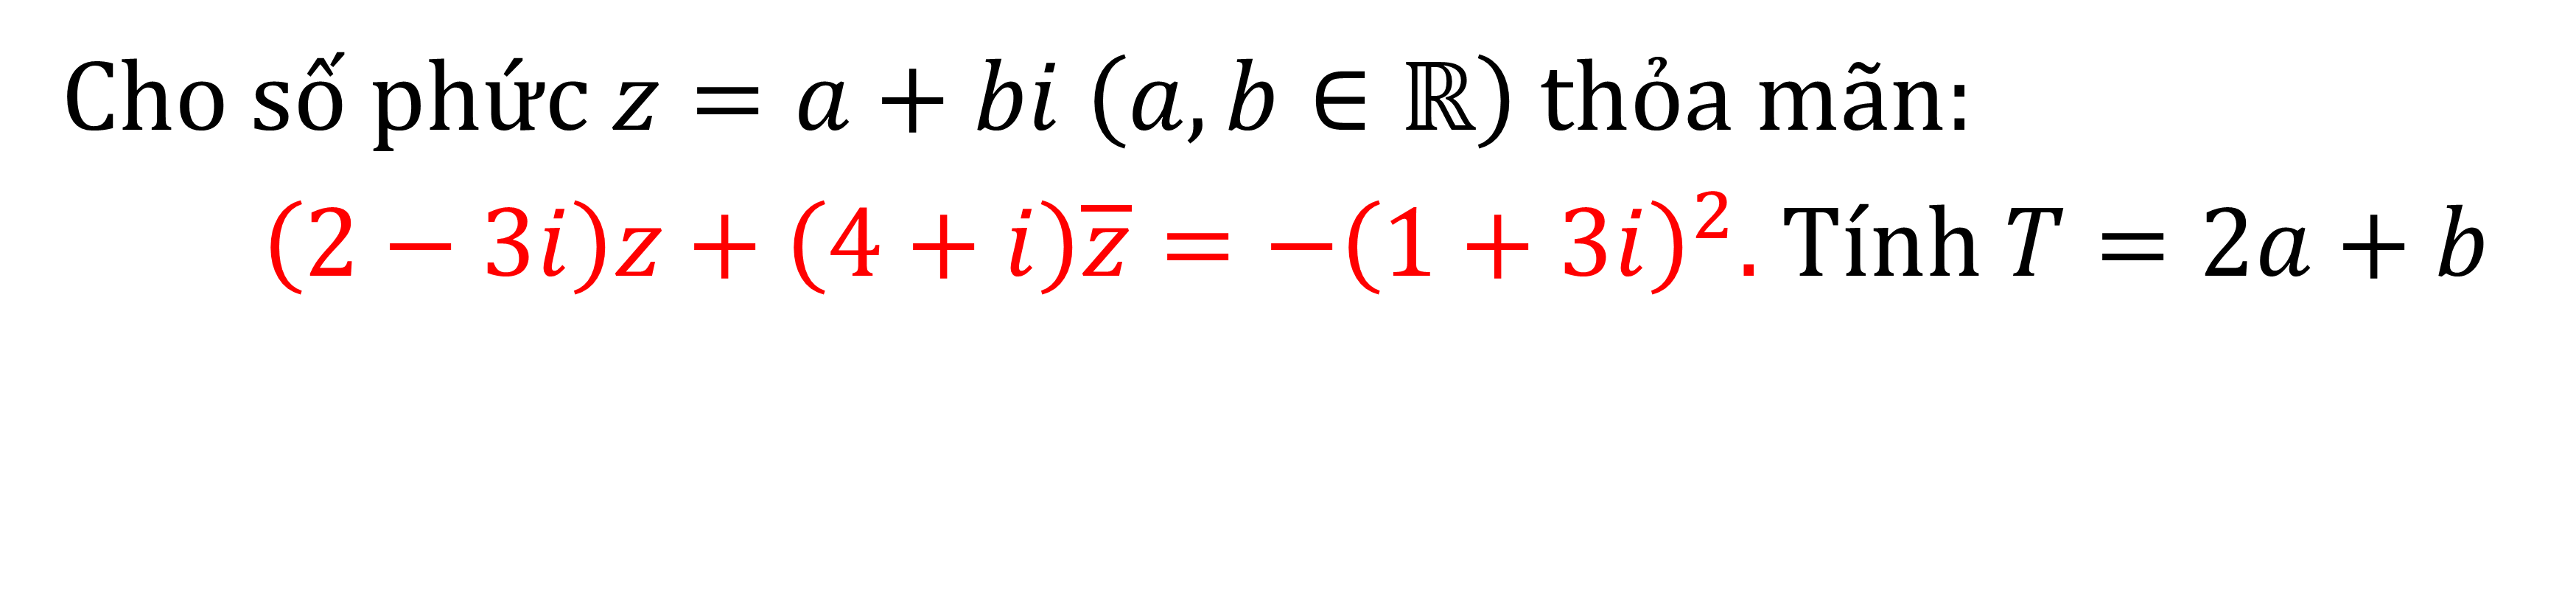 Cho số phức z = a + bi (a, b ∈ ℝ) thỏa mãn:
(2 − 3i)z + (4 + i)z̅ = −(1 + 3i)². Tính T = 2a + b